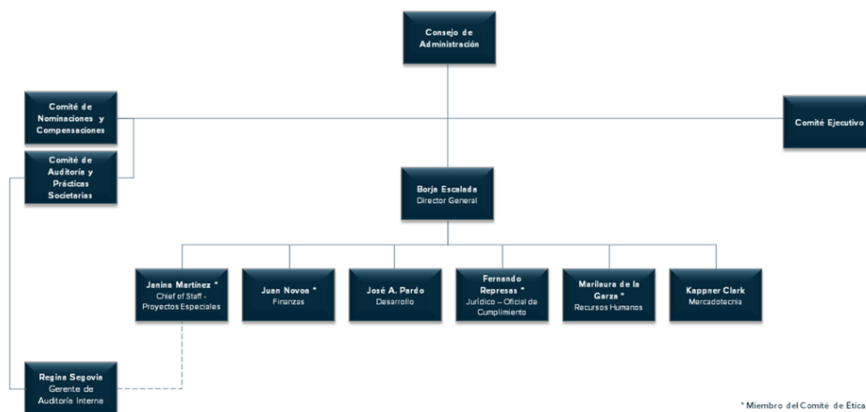 Consejo de
Administración
Comité de
Nominaciones y
Compensaciones
Comité Ejecutivo
Comité de
Auditoría y
Prácticas
Societarias
Borja Escalada
Director General
Janina Martínez *
Chief of Staff -
Proyectos Especiales
Juan Novoa *
Finanzas
José A. Pardo
Desarrollo
Fernando
Represas *
Jurídico – Oficial de
Cumplimiento
Marilaura de la
Garza *
Recursos Humanos
Kappner Clark
Mercadotecnia
Regina Segovia
Gerente de
Auditoría Interna
* Miembro del Comité de Ética